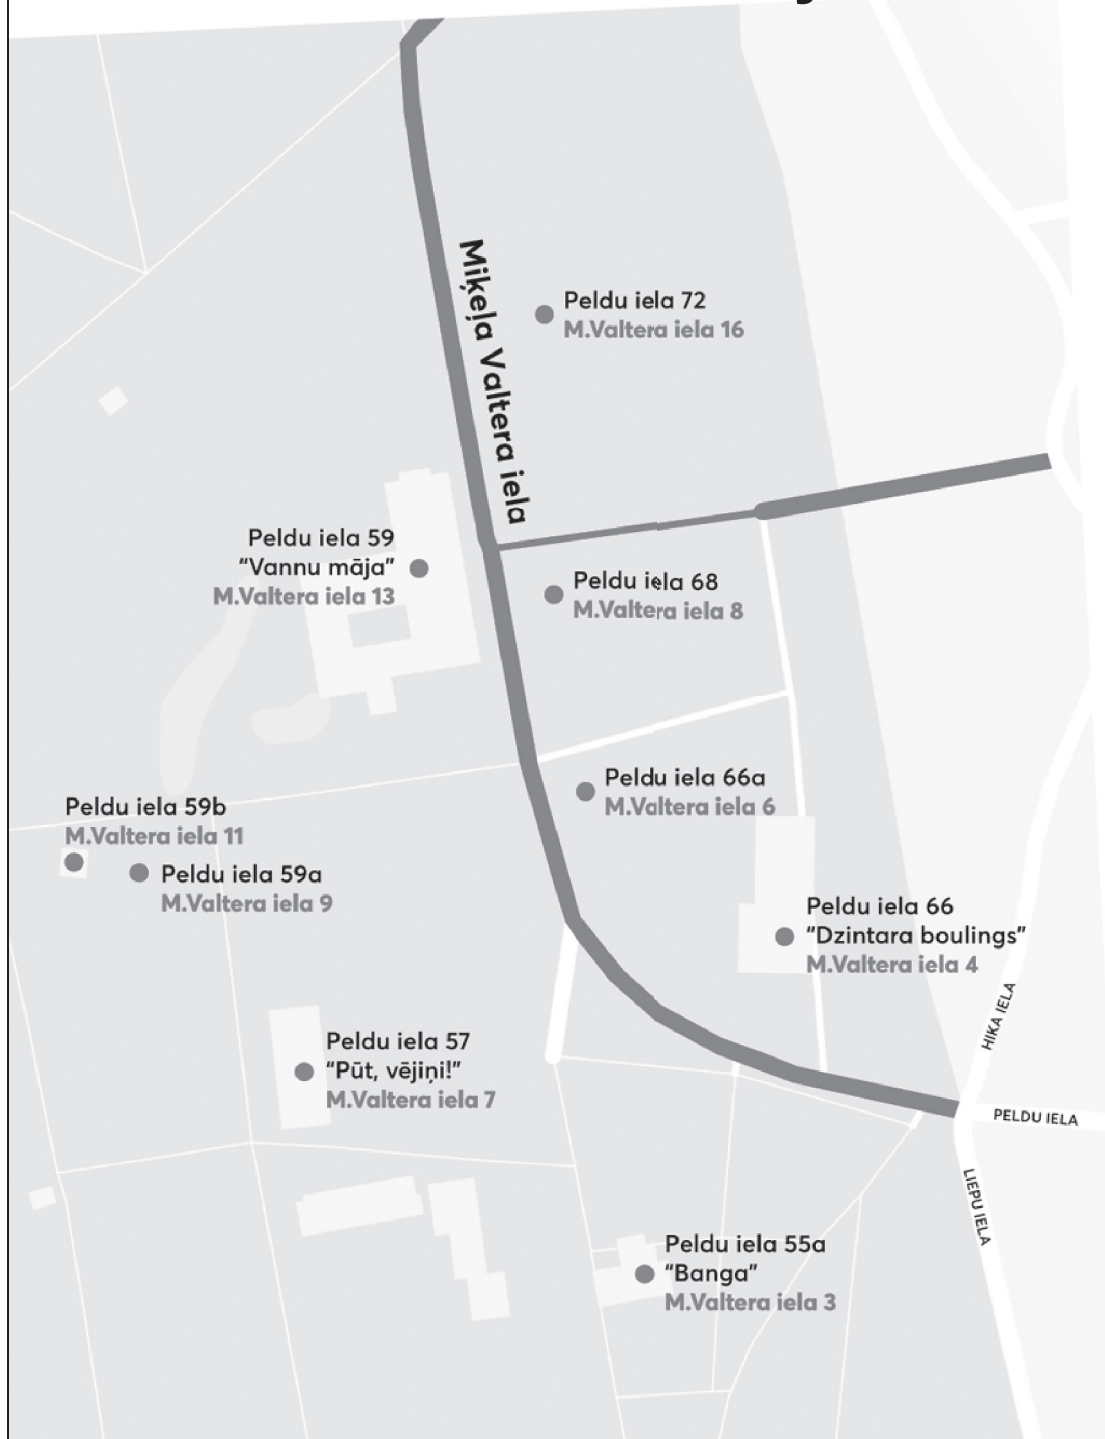 Miķeļa Valtera iela
Peldu iela 72
M.Valtera iela 16
Peldu iela 59
“Vannu māja”
M.Valtera iela 13
Peldu iela 68
M.Valtera iela 8
Peldu iela 66a
M.Valtera iela 6
Peldu iela 59b
M.Valtera iela 11
Peldu iela 59a
M.Valtera iela 9
Peldu iela 66
“Dzintara boulings”
M.Valtera iela 4
HIKA IELA
Peldu iela 57
“Pūt, vējiņi!”
M.Valtera iela 7
PELDU IELA
LIEPU IELA
Peldu iela 55a
“Banga”
M.Valtera iela 3